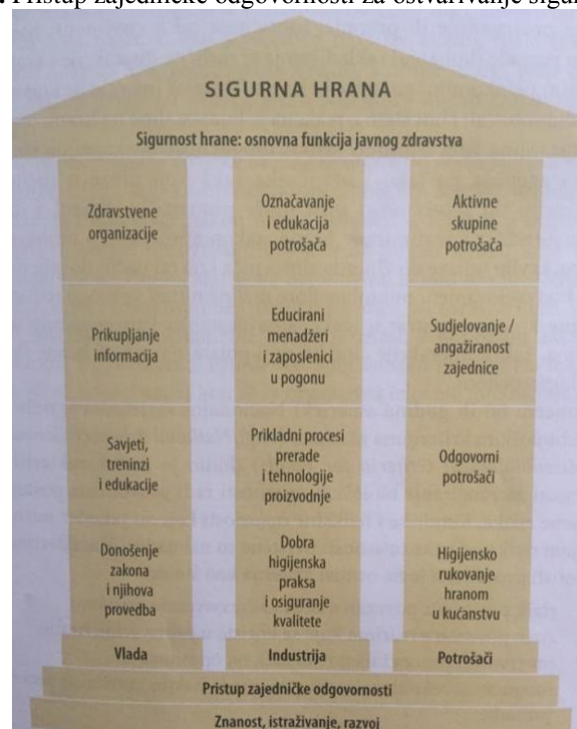 . Pristup zajedničke odgovornosti za ostvarivanje sigur
SIGURNA HRANA
Sigurnost hrane: osnovna funkcija javnog zdravstva
Zdravstvene
organizacije
Označavanje
i edukacija
potrošača
Aktivne
skupine
potrošača
Prikupljanje
informacija
Educirani
menadžeri
i zaposlenici
u pogonu
Sudjelovanje /
angažiranost
zajednice
Savjeti,
treninzi
i edukacije
Prikladni procesi
prerade
i tehnologije
proizvodnje
Odgovorni
potrošači
Donošenje
zakona
i njihova
provedba
Dobra
higijenska
praksa
i osiguranje
kvalitete
Higijensko
rukovanje
hranom
u kućanstvu
Vlada
Industrija
Potrošači
Pristup zajedničke odgovornosti
Znanost, istraživanje, razvoj